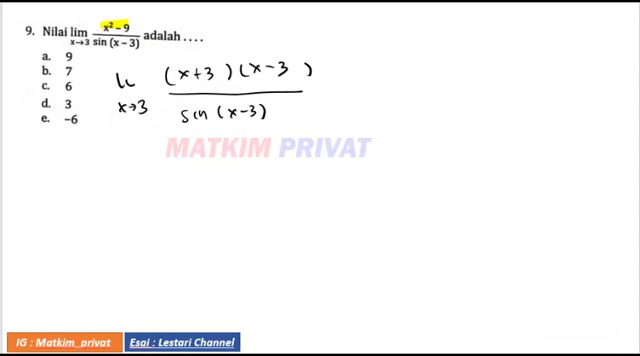 9. Nilai lim x→3 x² – 9 / sin (x – 3) adalah . . . .
a. 9
b. 7
c. 6
d. 3
e. –6
li x→3 (x+3)(x-3) / sin (x-3)
MATKIM PRIVAT
IG : Matkim_privat
Esai : Lestari Channel